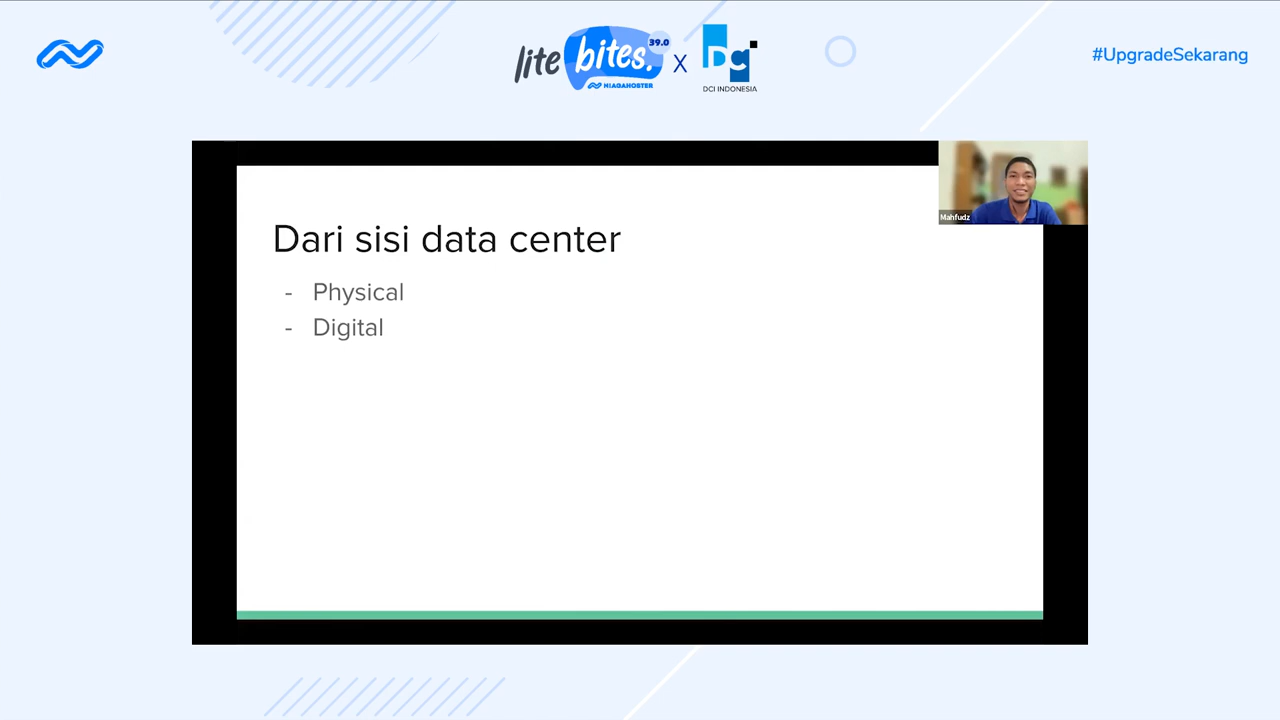 lite bites. 39.0
NIAGAHOSTER
X
DCI
DCI INDONESIA
#UpgradeSekarang
Mahfudz
Dari sisi data center
- Physical
- Digital